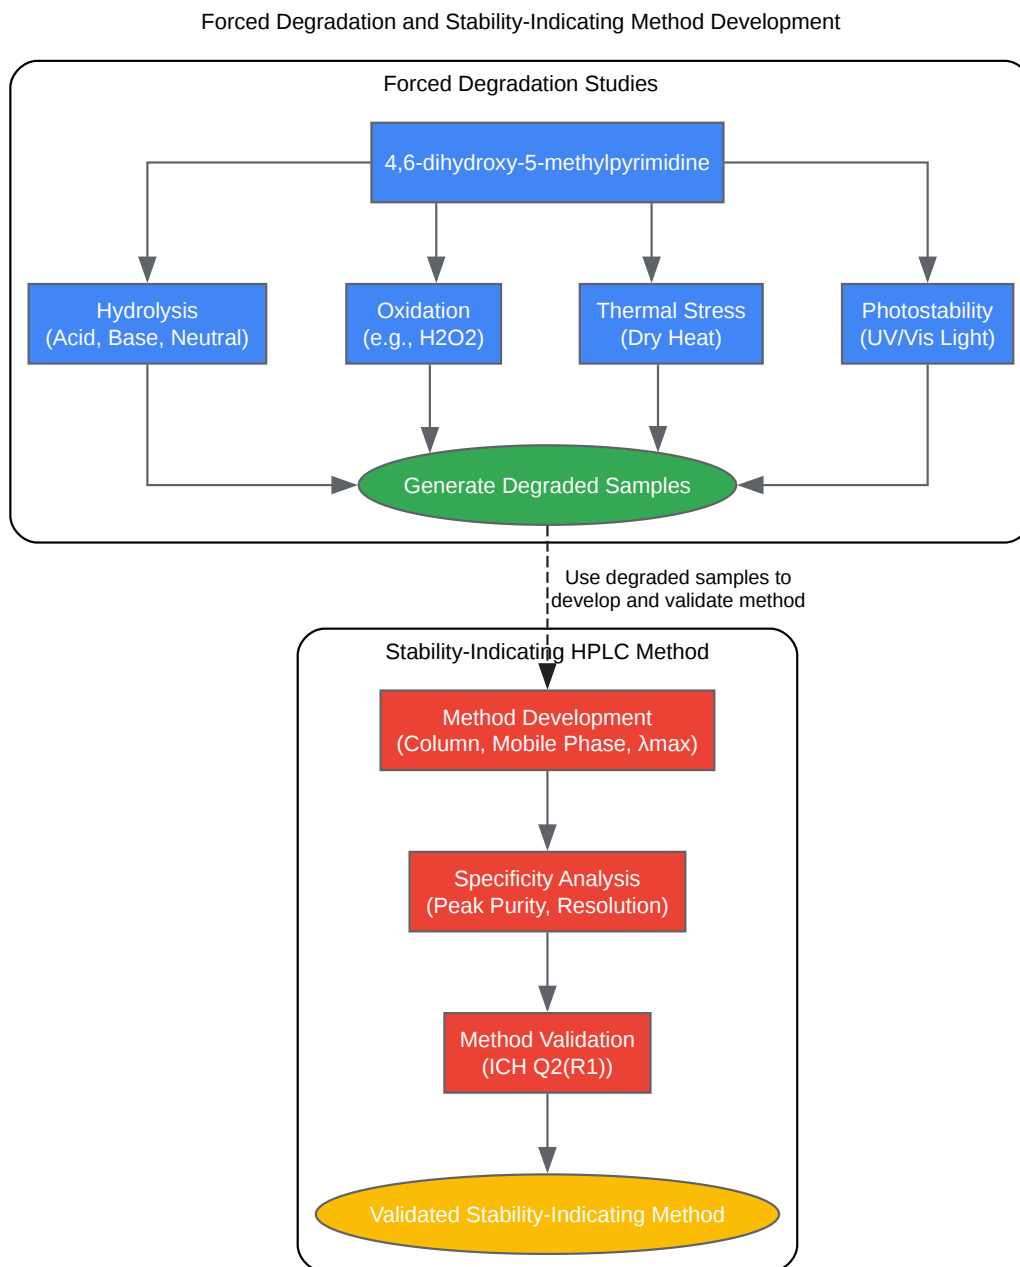 Forced Degradation and Stability-Indicating Method Development
Forced Degradation Studies
4,6-dihydroxy-5-methylpyrimidine
Hydrolysis
(Acid, Base, Neutral)
Oxidation
(e.g., H2O2)
Thermal Stress
(Dry Heat)
Photostability
(UV/Vis Light)
Generate Degraded Samples
Use degraded samples to
develop and validate method
Stability-Indicating HPLC Method
Method Development
(Column, Mobile Phase, λmax)
Specificity Analysis
(Peak Purity, Resolution)
Method Validation
(ICH Q2(R1))
Validated Stability-Indicating Method